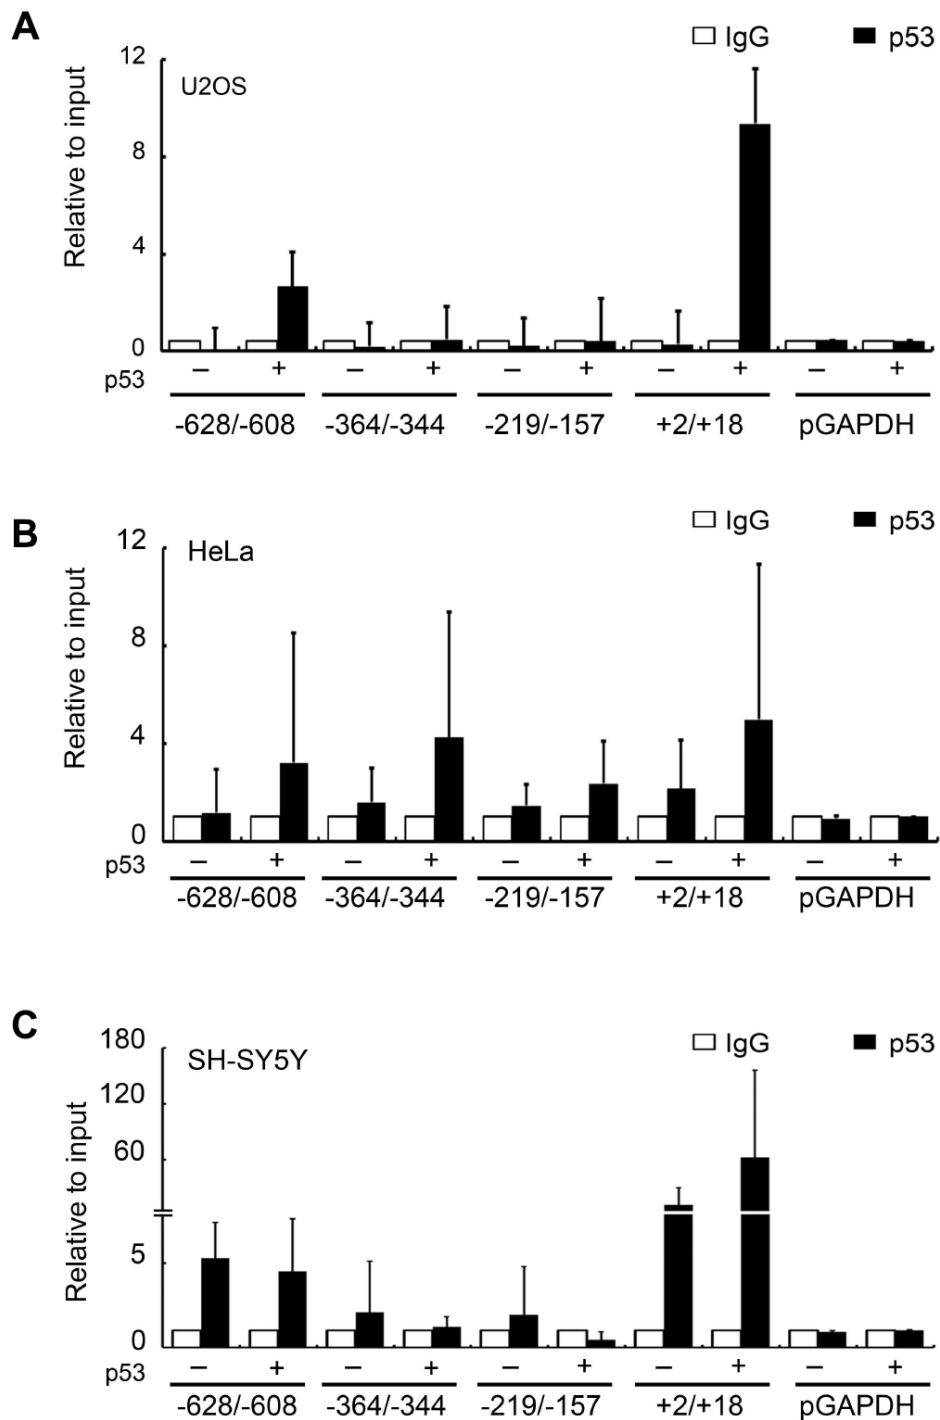 A
IgG p53
12
U2OS
8
4
0
Relative to input
p53 – + – + – + – + – +
-628/-608 -364/-344 -219/-157 +2/+18 pGAPDH
B
IgG p53
12
HeLa
8
4
0
Relative to input
p53 – + – + – + – + – +
-628/-608 -364/-344 -219/-157 +2/+18 pGAPDH
C
IgG p53
180
SH-SY5Y
120
60
5
0
Relative to input
p53 – + – + – + – + – +
-628/-608 -364/-344 -219/-157 +2/+18 pGAPDH